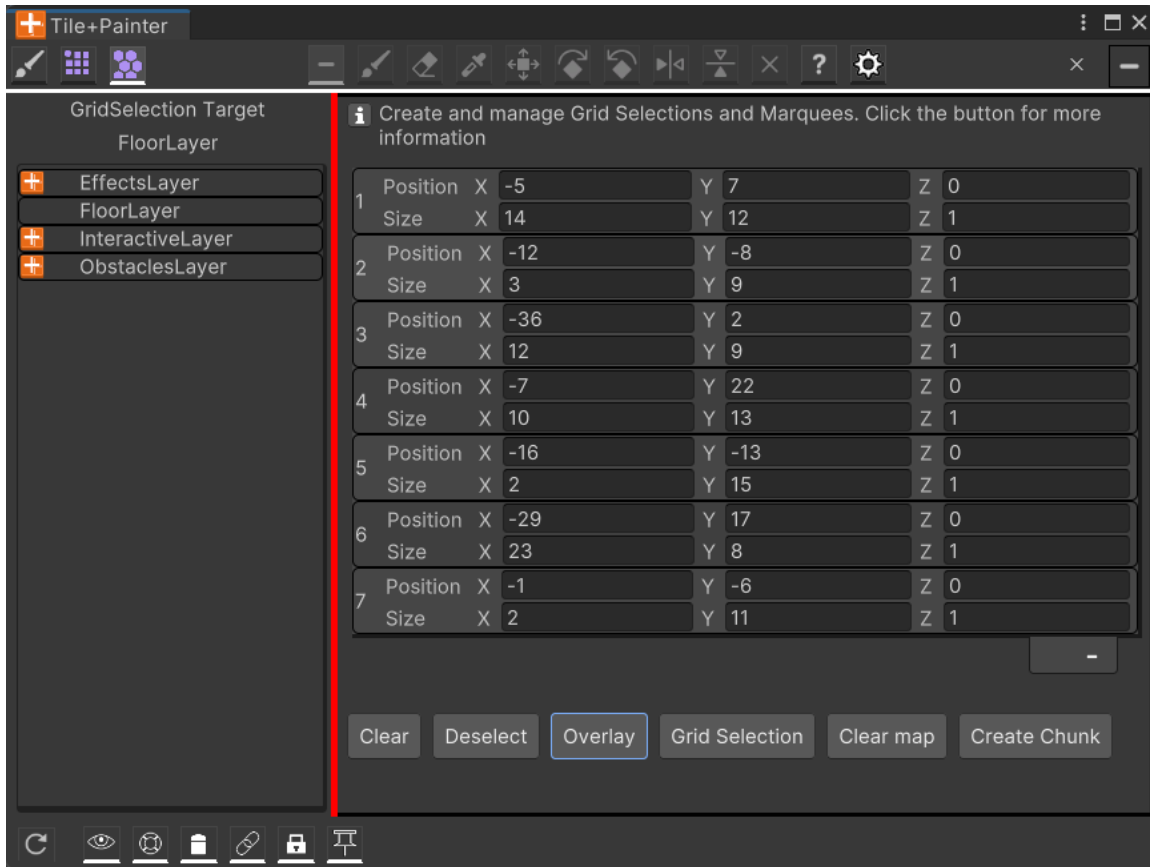 Tile+Painter
GridSelection Target
FloorLayer
EffectsLayer
FloorLayer
InteractiveLayer
ObstaclesLayer
Create and manage Grid Selections and Marquees. Click the button for more
information
1
Position X -5 Y 7 Z 0
Size X 14 Y 12 Z 1
2
Position X -12 Y -8 Z 0
Size X 3 Y 9 Z 1
3
Position X -36 Y 2 Z 0
Size X 12 Y 9 Z 1
4
Position X -7 Y 22 Z 0
Size X 10 Y 13 Z 1
5
Position X -16 Y -13 Z 0
Size X 2 Y 15 Z 1
6
Position X -29 Y 17 Z 0
Size X 23 Y 8 Z 1
7
Position X -1 Y -6 Z 0
Size X 2 Y 11 Z 1
-
Clear Deselect Overlay Grid Selection Clear map Create Chunk